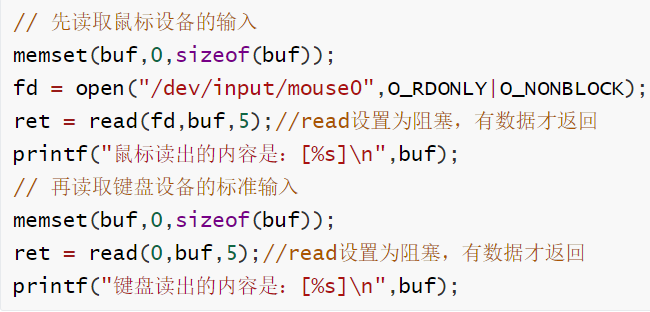 // 先读取鼠标设备的输入
memset(buf,0,sizeof(buf));
fd = open("/dev/input/mouse0",O_RDONLY|O_NONBLOCK);
ret = read(fd,buf,5);//read设置为阻塞，有数据才返回
printf("鼠标读出的内容是：[%s]\n",buf);
// 再读取键盘设备的标准输入
memset(buf,0,sizeof(buf));
ret = read(0,buf,5);//read设置为阻塞，有数据才返回
printf("键盘读出的内容是：[%s]\n",buf);